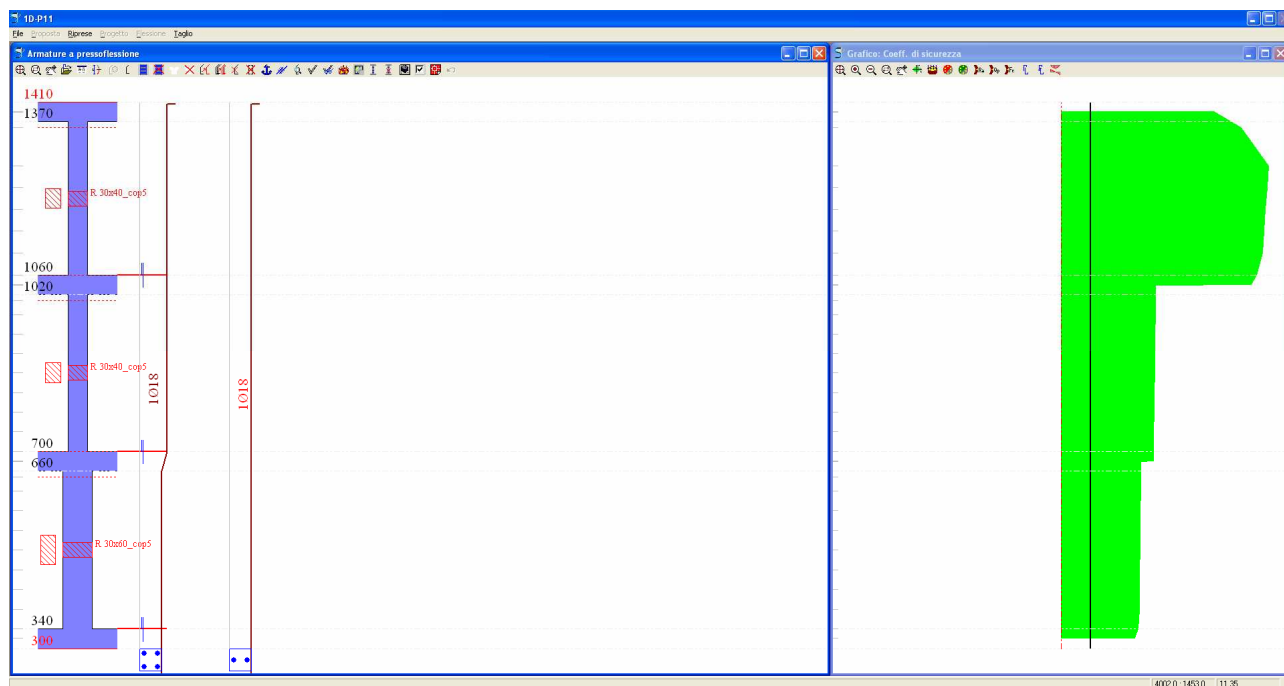 1D-P11
File Proposta Riprese Progetto Flessione Taglio
Armature a pressoflessione
Grafico: Coeff. di sicurezza
1410
1370
R 30x40_cop5
1060
1020
R 30x40_cop5
1Ø18
1Ø18
700
660
R 30x60_cop5
340
300
4002.0 : 1453.0
11.35